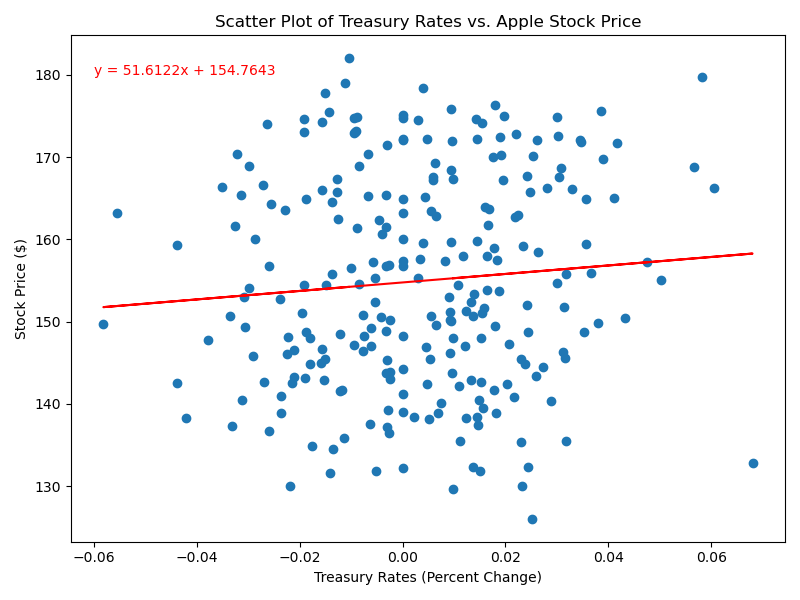 Scatter Plot of Treasury Rates vs. Apple Stock Price
y = 51.6122x + 154.7643
180
170
160
150
140
130
Stock Price ($)
−0.06 −0.04 −0.02 0.00 0.02 0.04 0.06
Treasury Rates (Percent Change)